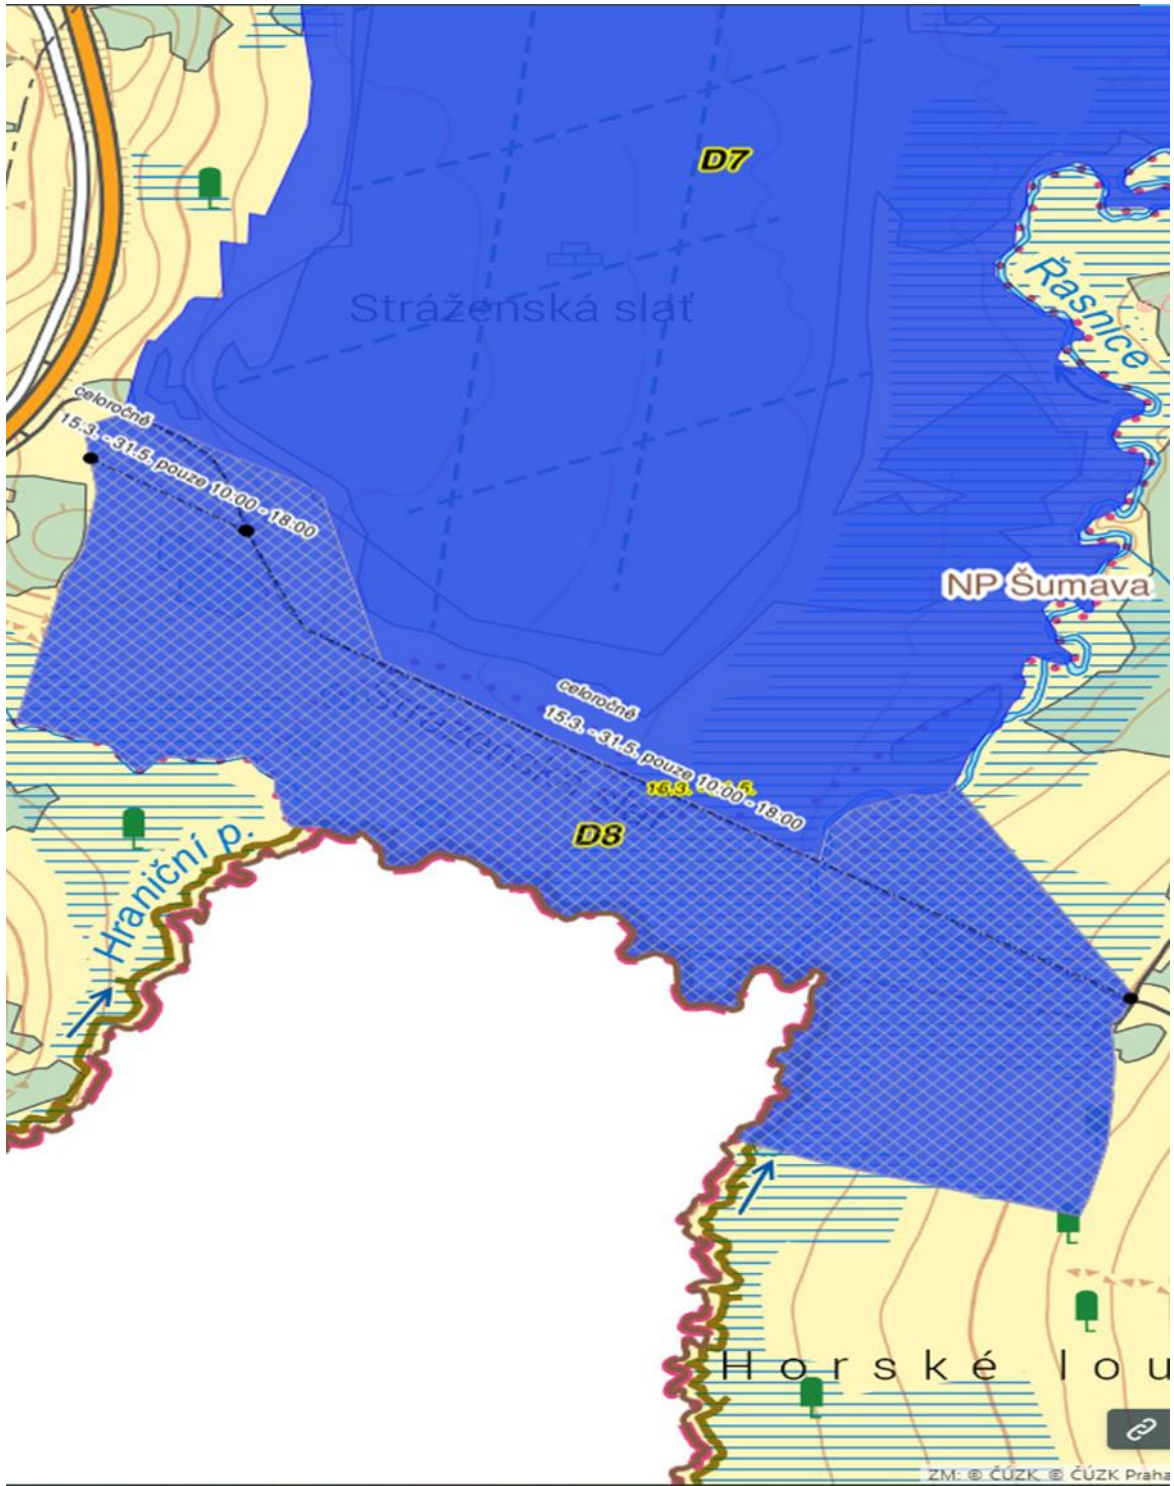 D7
Řasnice
Strážeňská slať
celoročně
15.3. - 31.5. pouze 10:00 - 18:00
NP Šumava
celoročně
15.3. - 31.5. pouze 10:00 - 18:00
D8
Hraniční p.
Horské lou
ZM: © ČÚZK, © ČÚZK Praha